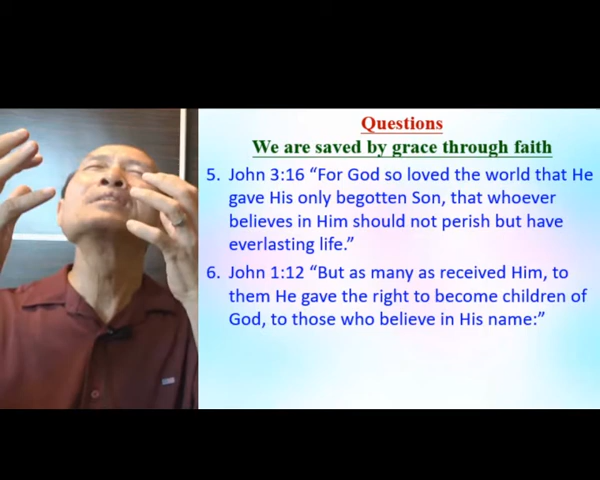 Questions
We are saved by grace through faith
5. John 3:16 “For God so loved the world that He
gave His only begotten Son, that whoever
believes in Him should not perish but have
everlasting life.”
6. John 1:12 “But as many as received Him, to
them He gave the right to become children of
God, to those who believe in His name:”